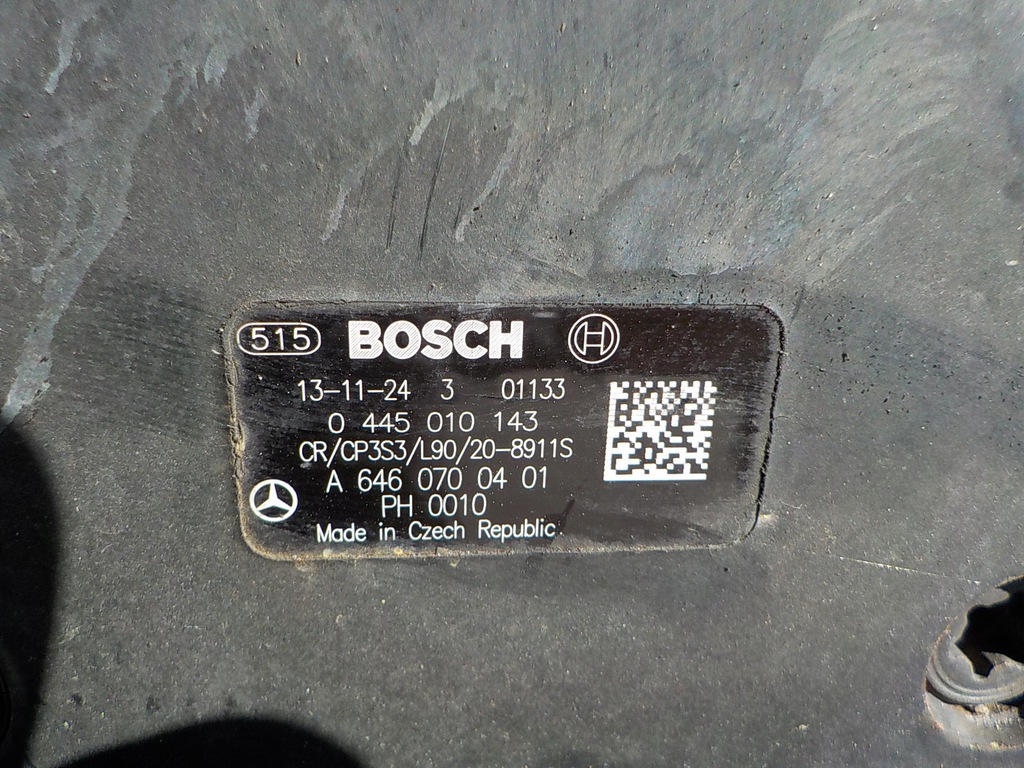 515 BOSCH
13-11-24 3 01133
0 445 010 143
CR/CP3S3/L90/20-8911S
A 646 070 04 01
PH 0010
Made in Czech Republic